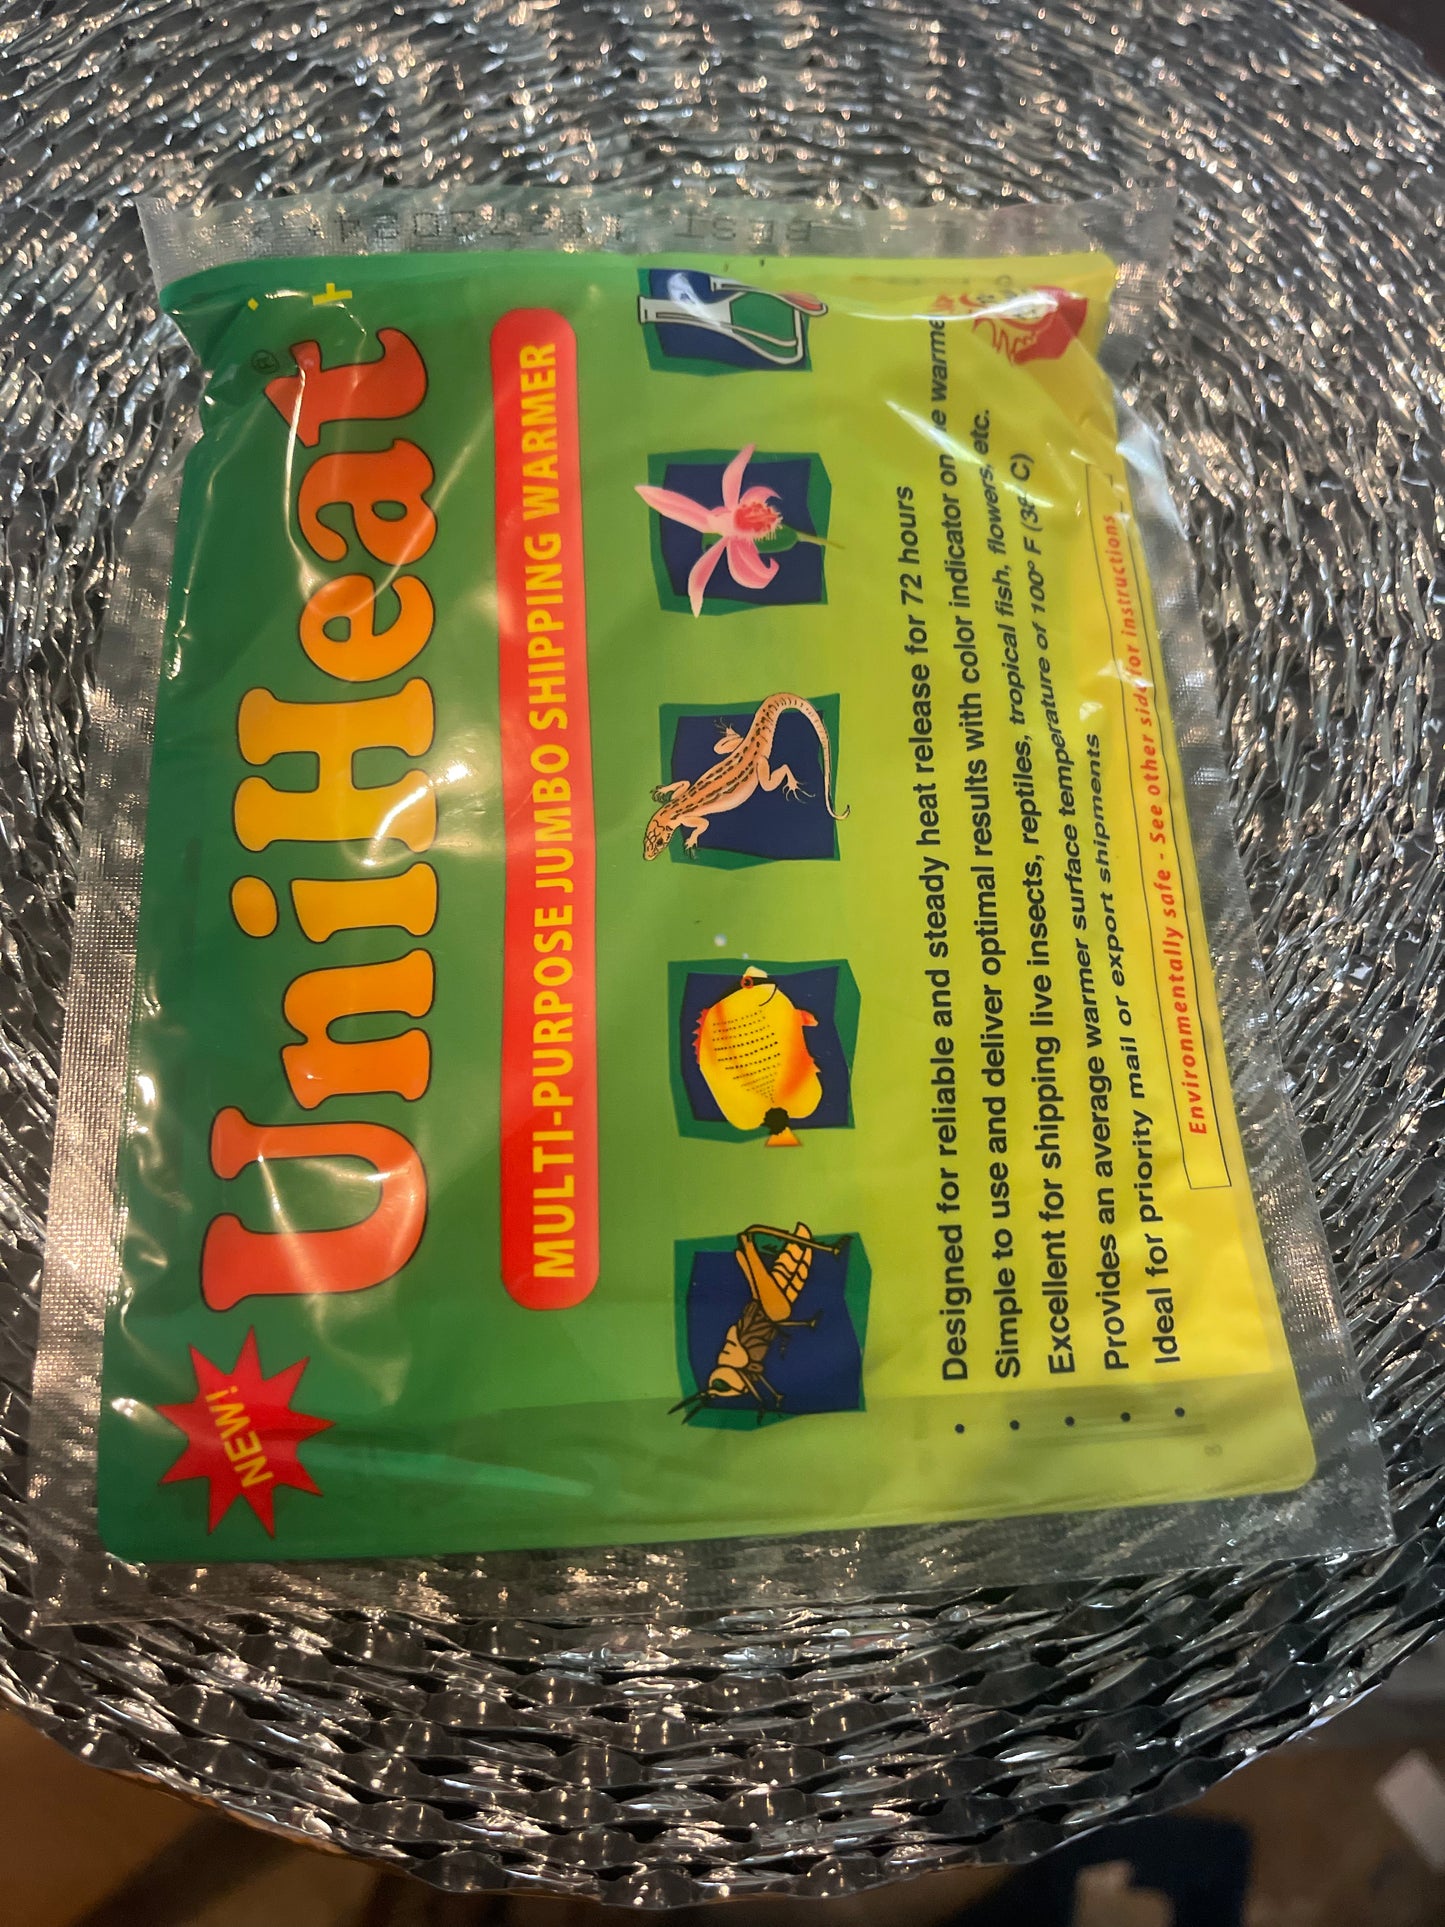 NEW!
UniHeat®
MULTI-PURPOSE JUMBO SHIPPING WARMER
• Designed for reliable and steady heat release for 72 hours
• Simple to use and deliver optimal results with color indicator on warmer
• Excellent for shipping live insects, reptiles, tropical fish, flowers, etc.
• Provides an average warmer surface temperature of 100° F C)
• Ideal for priority mail or export shipments
Environmentally safe - See other side for instructions